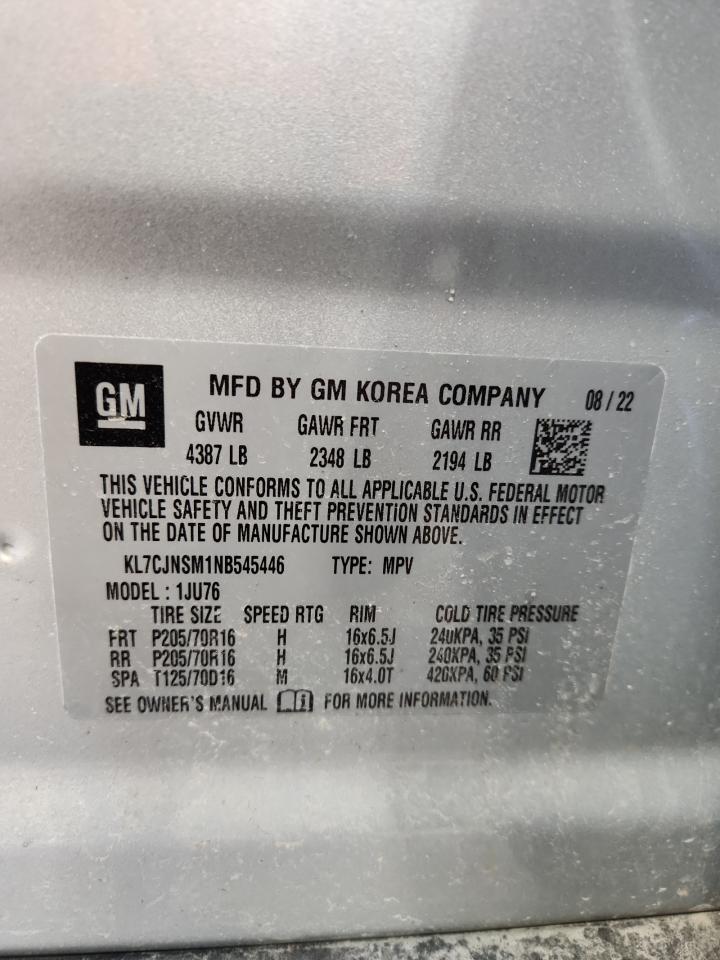 GM MFD BY GM KOREA COMPANY 08 / 22
GVWR GAWR FRT GAWR RR
4387 LB 2348 LB 2194 LB
THIS VEHICLE CONFORMS TO ALL APPLICABLE U.S. FEDERAL MOTOR
VEHICLE SAFETY AND THEFT PREVENTION STANDARDS IN EFFECT
ON THE DATE OF MANUFACTURE SHOWN ABOVE.
KL7CJNSM1NB545446 TYPE: MPV
MODEL : 1JU76
TIRE SIZE SPEED RTG RIM COLD TIRE PRESSURE
FRT P205/70R16 H 16x6.5J 240KPA, 35 PSI
RR P205/70R16 H 16x6.5J 240KPA, 35 PSI
SPA T125/70D16 M 16x4.0T 420KPA, 60 PSI
SEE OWNER'S MANUAL FOR MORE INFORMATION.